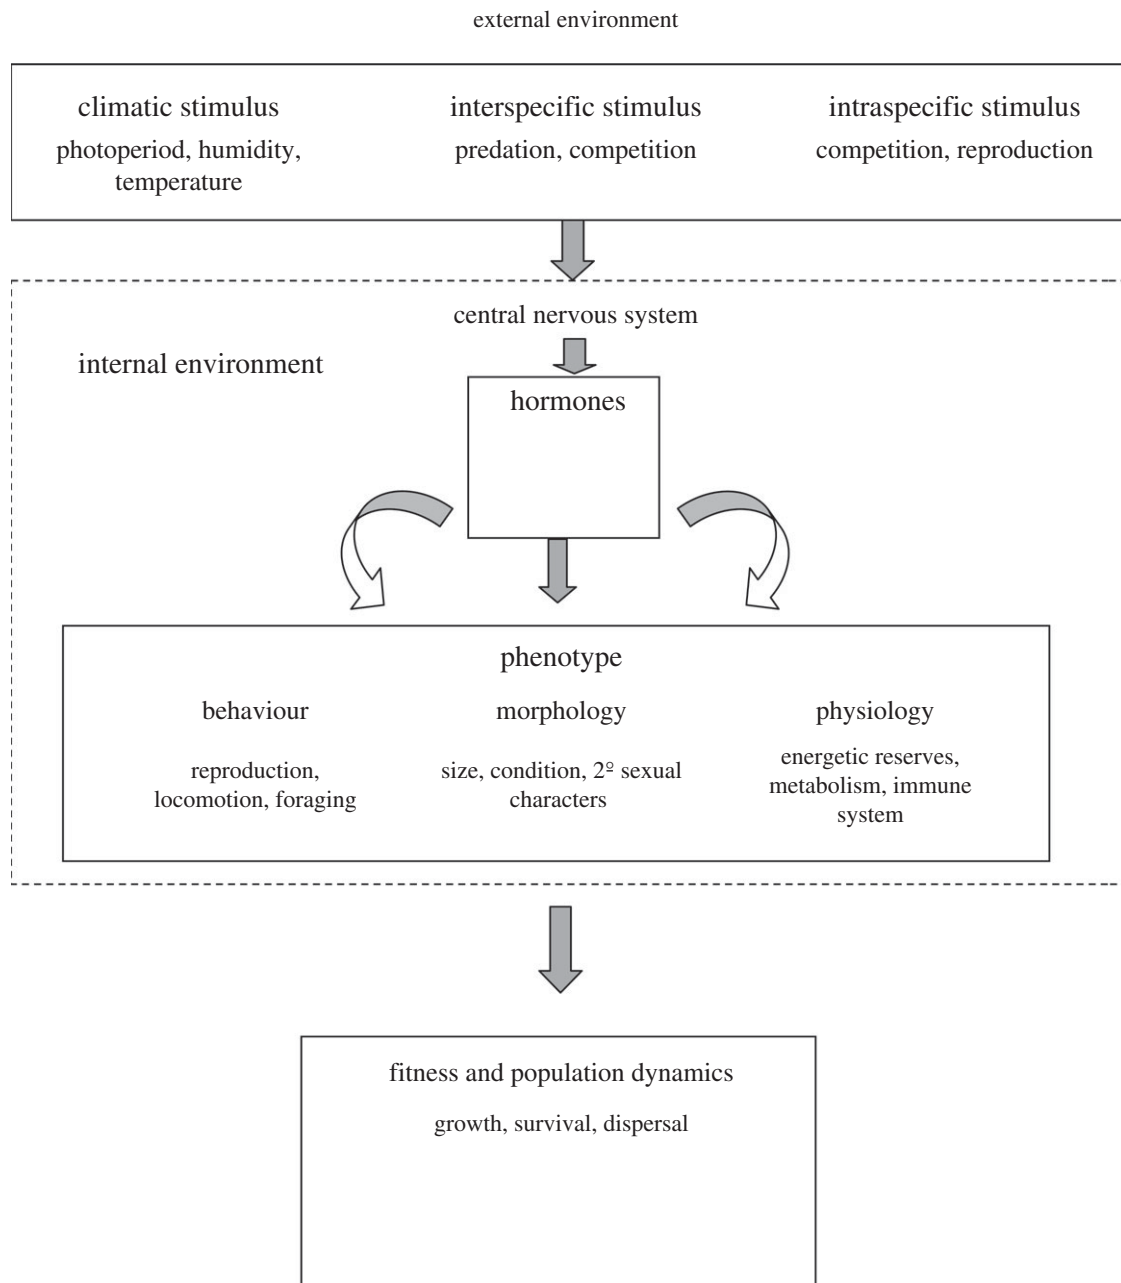 external environment
climatic stimulus
photoperiod, humidity,
temperature
interspecific stimulus
predation, competition
intraspecific stimulus
competition, reproduction
central nervous system
internal environment
hormones
phenotype
behaviour
reproduction,
locomotion, foraging
morphology
size, condition, 2º sexual
characters
physiology
energetic reserves,
metabolism, immune
system
fitness and population dynamics
growth, survival, dispersal